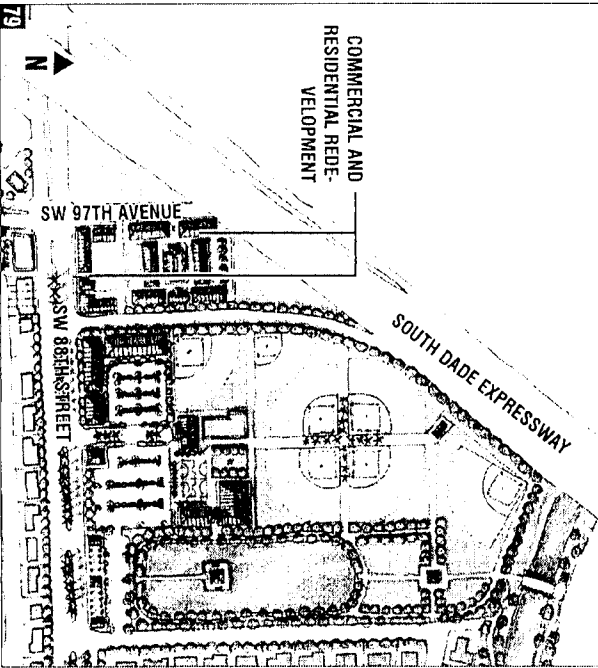 COMMERCIAL AND
RESIDENTIAL REDE-
VELOPMENT
SOUTH DADE EXPRESSWAY
SW 97TH AVENUE
SW 88TH STREET
N
79